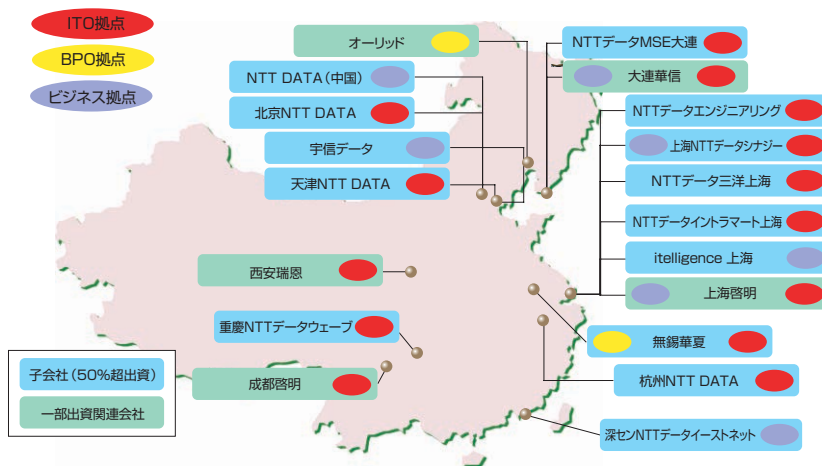 ITO拠点
BPO拠点
ビジネス拠点
オーリッド
NTT DATA(中国)
北京NTT DATA
宇信データ
天津NTT DATA
NTTデータMSE大連
大連華信
NTTデータエンジニアリング
上海NTTデータシナジー
NTTデータ三洋上海
NTTデータイントラマート上海
itelligence 上海
上海啓明
西安瑞恩
重慶NTTデータウェーブ
成都啓明
無錫華夏
杭州NTT DATA
深センNTTデータイーストネット
子会社(50%超出資)
一部出資関連会社